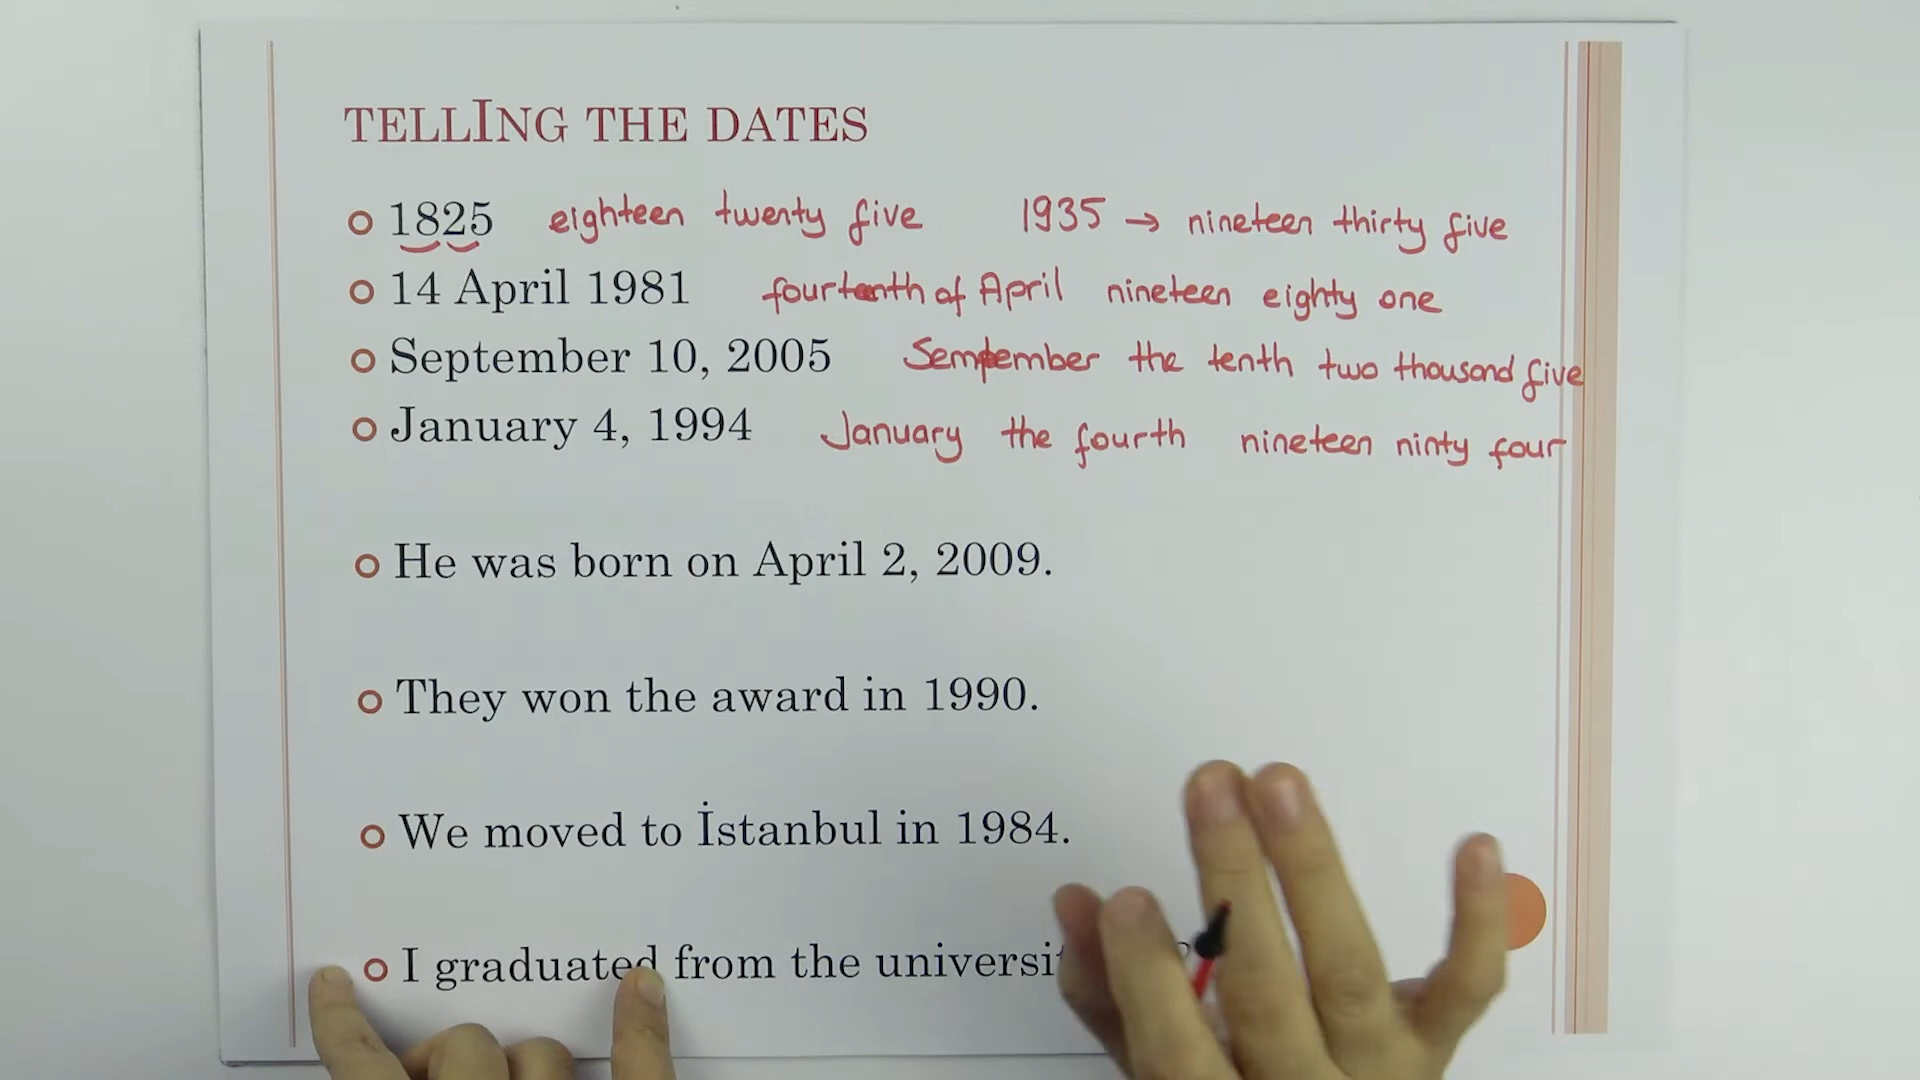 TELLING THE DATES
1825 eighteen twenty five 1935 → nineteen thirty five
14 April 1981 fourtenth of April nineteen eighty one
September 10, 2005 Sempember the tenth two thousand five
January 4, 1994 January the fourth nineteen ninty four
He was born on April 2, 2009.
They won the award in 1990.
We moved to İstanbul in 1984.
I graduated from the